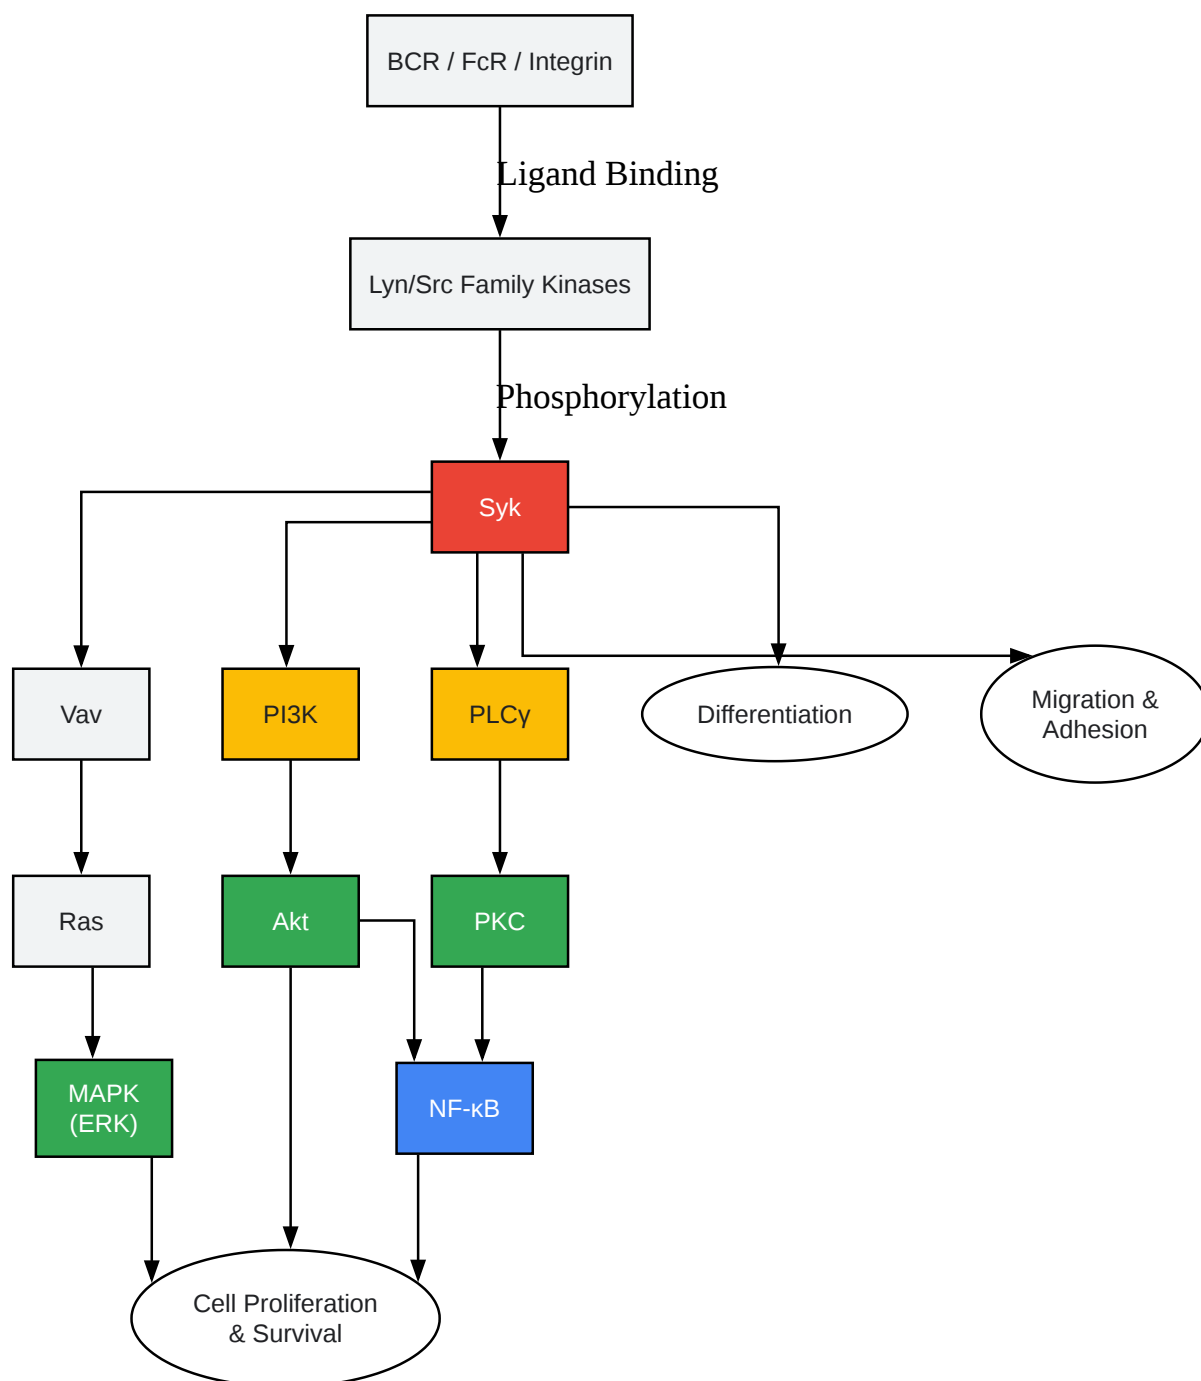 BCR / FcR / Integrin
Ligand Binding
Lyn/Src Family Kinases
Phosphorylation
Syk
Vav
PI3K
PLCγ
Differentiation
Migration &
Adhesion
Ras
Akt
PKC
MAPK
(ERK)
NF-κB
Cell Proliferation
& Survival